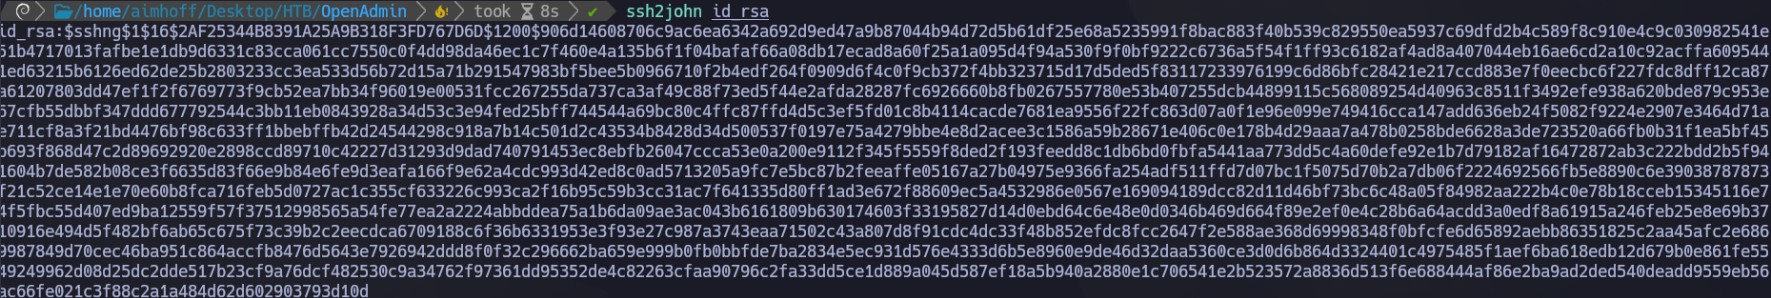 /home/aimhoff/Desktop/HTB/OpenAdmin took 8s ✔ ssh2john id_rsa
id_rsa:$sshng$1$16$2AF25344B8391A25A9B318F3FD767D6D$1200$906d14608706c9ac6ea6342a692d9ed47a9b87044b94d72d5b61df25e68a5235991f8bac883f40b539c829550ea5937c69dfd2b4c589f8c910e4c9c030982541e
51b4717013fafbe1e1db9d6331c83cca061cc7550c0f4dd98da46ec1c7f460e4a135b6f1f04bafaf66a08db17ecad8a60f25a1a095d4f94a530f9f0bf9222c6736a5f54f1ff93c6182af4ad8a407044eb16ae6cd2a10c92acffa609544
1ed63215b6126ed62de25b2803233cc3ea533d56b72d15a71b291547983bf5bee5b0966710f2b4edf264f0909d6f4c0f9cb372f4bb323715d17d5ded5f83117233976199c6d86bfc28421e217ccd883e7f0eecbc6f227fdc8dff12ca87
a61207803dd47ef1f2f6769773f9cb52ea7bb34f96019e00531fcc267255da737ca3af49c88f73ed5f44e2afda28287fc6926660b8fb0267557780e53b407255dcb44899115c568089254d40963c8511f3492efe938a620bde879c953e
57cfb55dbbf347ddd677792544c3bb11eb0843928a34d53c3e94fed25bff744544a69bc80c4ffc87ffd4d5c3ef5fd01c8b4114cacde7681ea9556f22fc863d07a0f1e96e099e749416cca147add636eb24f5082f9224e2907e3464d71a
e711cf8a3f21bd4476bf98c633ff1bbebffb42d24544298c918a7b14c501d2c43534b8428d34d500537f0197e75a4279bbe4e8d2acee3c1586a59b28671e406c0e178b4d29aaa7a478b0258bde6628a3de723520a66fb0b31f1ea5bf45
b693f868d47c2d89692920e2898ccd89710c42227d31293d9dad740791453ec8ebfb26047ccca53e0a200e9112f345f5559f8ded2f193feedd8c1db6bd0fbfa5441aa773dd5c4a60defe92e1b7d79182af16472872ab3c222bdd2b5f94
1604b7de582b08ce3f6635d83f66e9b84e6fe9d3eafa166f9e62a4cdc993d42ed8c0ad5713205a9fc7e5bc87b2feeaffe05167a27b04975e9366fa254adf511ffd7d07bc1f5075d70b2a7db06f2224692566fb5e8890c6e39038787873
f21c52ce14e1e70e60b8fca716feb5d0727ac1c355cf633226c993ca2f16b95c59b3cc31ac7f641335d80ff1ad3e672f88609ec5a4532986e0567e169094189dcc82d11d46bf73bc6c48a05f84982aa222b4c0e78b18cceb15345116e7
4f5fbc55d407ed9ba12559f57f37512998565a54fe77ea2a2224abbddea75a1b6da09ae3ac043b6161809b630174603f33195827d14d0ebd64c6e48e0d0346b469d664f89e2ef0e4c28b6a64acdd3a0edf8a61915a246feb25e8e69b37
10916e494d5f482bf6ab65c675f73c39b2c2eecdca6709188c6f36b6331953e3f93e27c987a3743eaa71502c43a807d8f91cdc4dc33f48b852efdc8fcc2647f2e588ae368d69998348f0bfcfe6d65892aebb86351825c2aa45afc2e686
9987849d70cec46ba951c864accfb8476d5643e7926942ddd8f0f32c296662ba659e999b0fb0bbfde7ba2834e5ec931d576e4333d6b5e8960e9de46d32daa5360ce3d0d6b864d3324401c4975485f1aef6ba618edb12d679b0e861fe55
49249962d08d25dc2dde517b23cf9a76dcf482530c9a34762f97361dd95352de4c82263cfaa90796c2fa33dd5ce1d889a045d587ef18a5b940a2880e1c706541e2b523572a8836d513f6e688444af86e2ba9ad2ded540deadd9559eb56
ac66fe021c3f88c2a1a484d62d602903793d10d